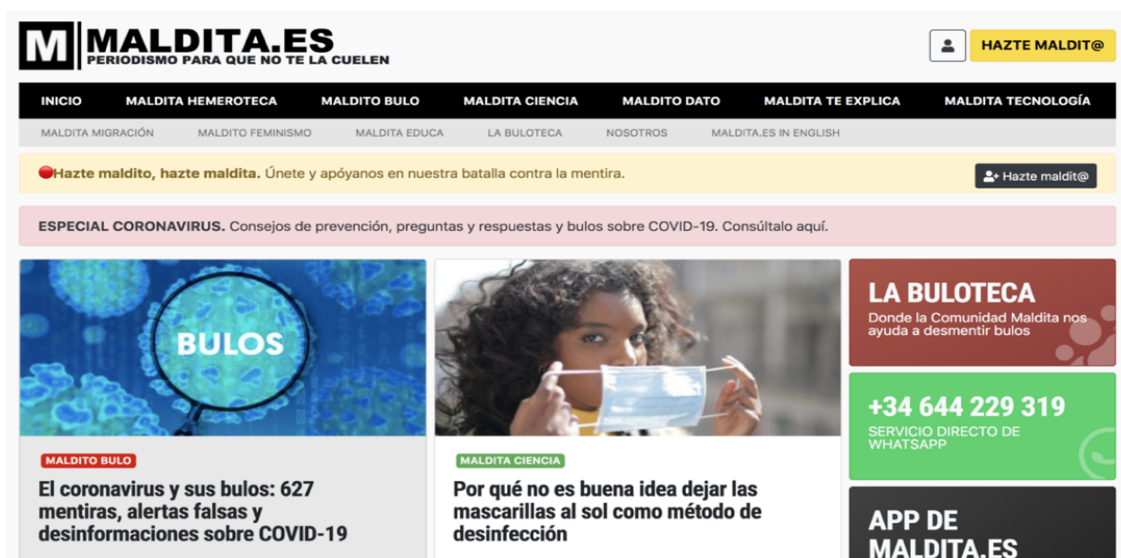 M MALDITA.ES
PERIODISMO PARA QUE NO TE LA CUELEN
HAZTE MALDIT@
INICIO MALDITA HEMEROTECA MALDITO BULO MALDITA CIENCIA MALDITO DATO MALDITA TE EXPLICA MALDITA TECNOLOGÍA
MALDITA MIGRACIÓN MALDITO FEMINISMO MALDITA EDUCA LA BULOTECA NOSOTROS MALDITA.ES IN ENGLISH
Hazte maldito, hazte maldita. Únete y apóyanos en nuestra batalla contra la mentira.
Hazte maldit@
ESPECIAL CORONAVIRUS. Consejos de prevención, preguntas y respuestas y bulos sobre COVID-19. Consúltalo aquí.
BULOS
MALDITO BULO
El coronavirus y sus bulos: 627
mentiras, alertas falsas y
desinformaciones sobre COVID-19
MALDITA CIENCIA
Por qué no es buena idea dejar las
mascarillas al sol como método de
desinfección
LA BULOTECA
Donde la Comunidad Maldita nos
ayuda a desmentir bulos
+34 644 229 319
SERVICIO DIRECTO DE
WHATSAPP
APP DE
MALDITA.ES